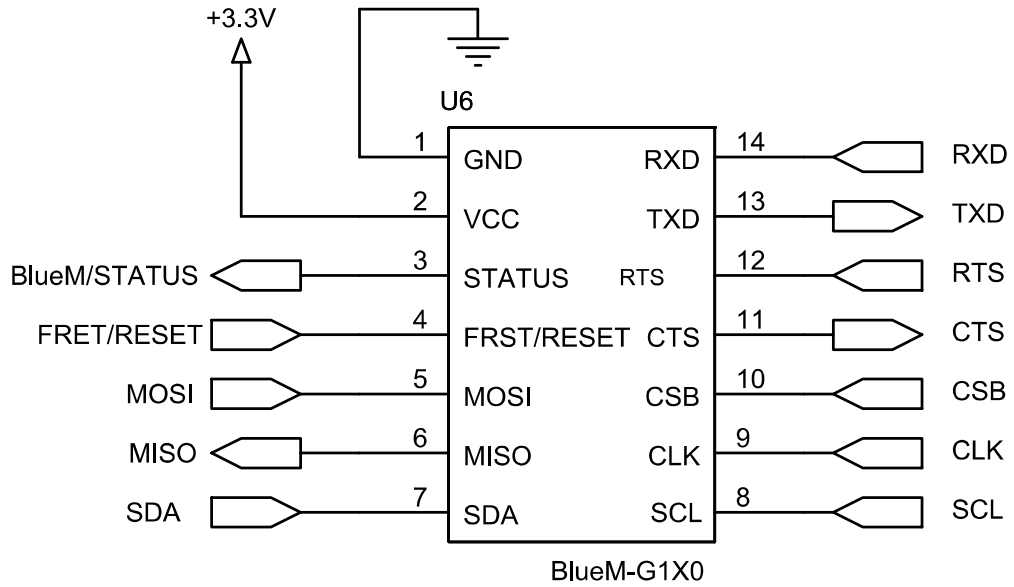 +3.3V
U6
1 GND RXD 14 RXD
2 VCC TXD 13 TXD
BlueM/STATUS 3 STATUS RTS 12 RTS
FRET/RESET 4 FRST/RESET CTS 11 CTS
MOSI 5 MOSI CSB 10 CSB
MISO 6 MISO CLK 9 CLK
SDA 7 SDA SCL 8 SCL
BlueM-G1X0